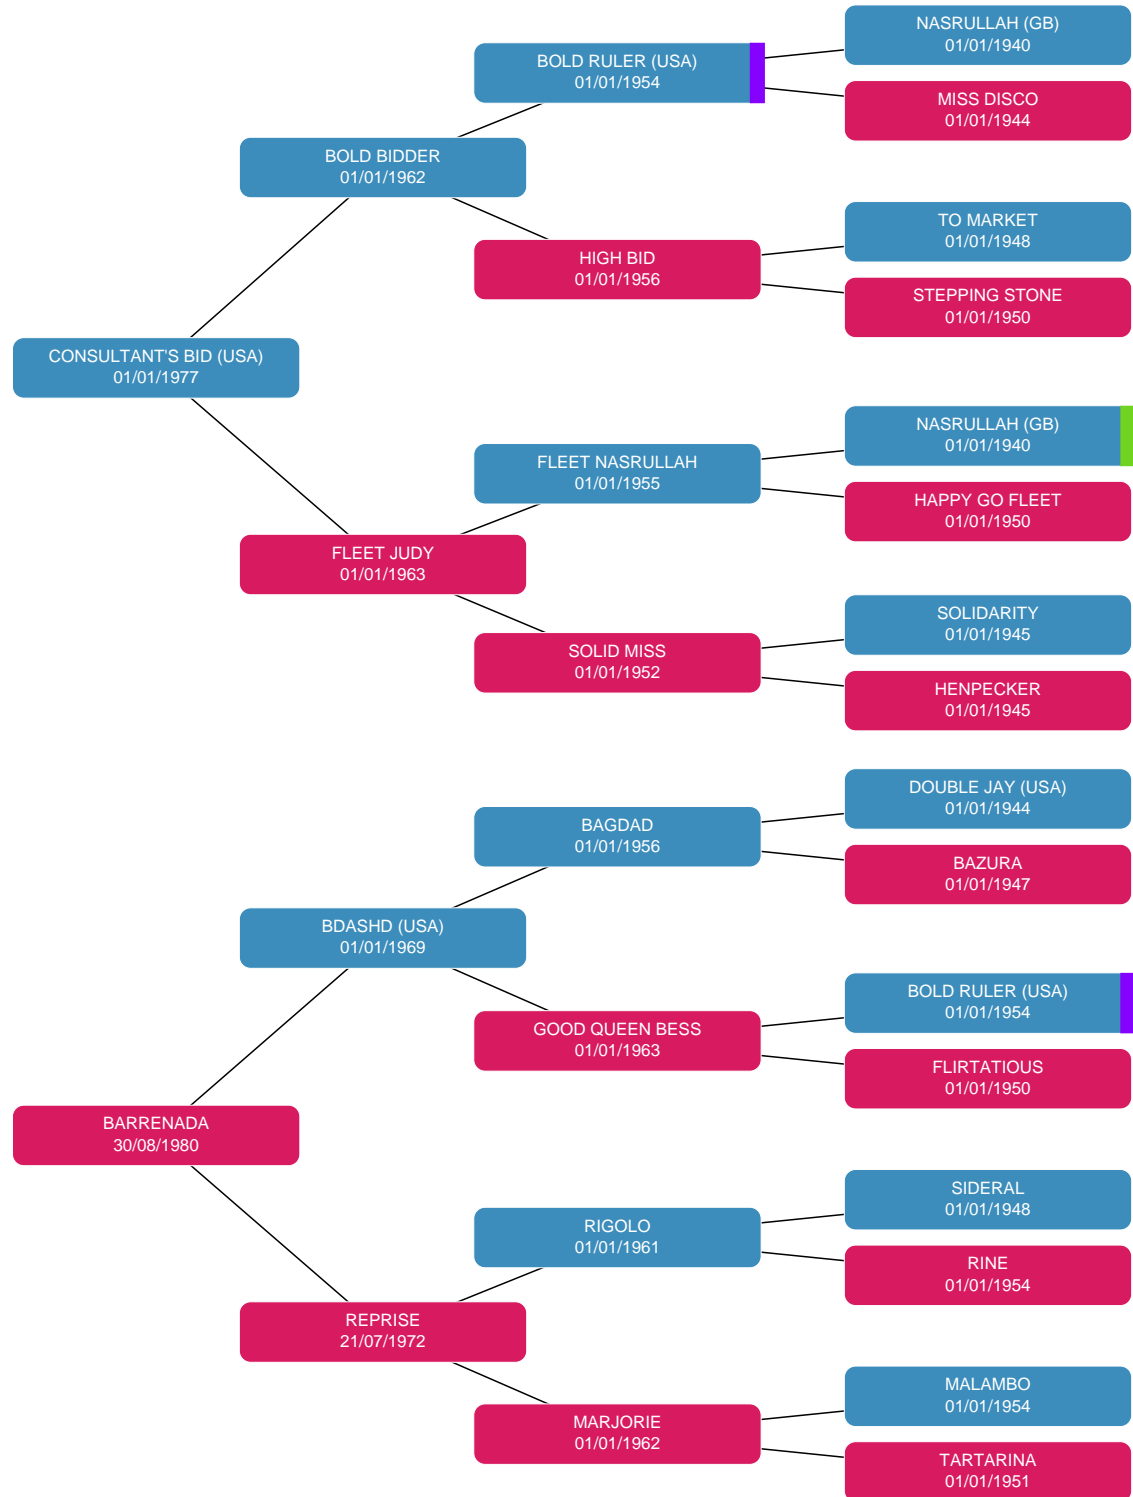 NASRULLAH (GB)
01/01/1940
BOLD RULER (USA)
01/01/1954
MISS DISCO
01/01/1944
BOLD BIDDER
01/01/1962
TO MARKET
01/01/1948
HIGH BID
01/01/1956
STEPPING STONE
01/01/1950
CONSULTANT'S BID (USA)
01/01/1977
NASRULLAH (GB)
01/01/1940
FLEET NASRULLAH
01/01/1955
HAPPY GO FLEET
01/01/1950
FLEET JUDY
01/01/1963
SOLIDARITY
01/01/1945
SOLID MISS
01/01/1952
HENPECKER
01/01/1945
DOUBLE JAY (USA)
01/01/1944
BAGDAD
01/01/1956
BAZURA
01/01/1947
BDASHD (USA)
01/01/1969
BOLD RULER (USA)
01/01/1954
GOOD QUEEN BESS
01/01/1963
FLIRTATIOUS
01/01/1950
BARRENADA
30/08/1980
SIDERAL
01/01/1948
RIGOLO
01/01/1961
RINE
01/01/1954
REPRISE
21/07/1972
MALAMBO
01/01/1954
MARJORIE
01/01/1962
TARTARINA
01/01/1951